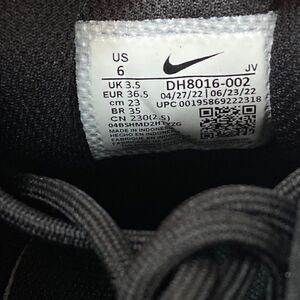 US
6
JV
UK 3.5
EUR 36.5
cm 23
BR 35
CN 230(2.5)
DH8016-002
04/27/22 06/23/22
UPC 00195869222318
MADE IN INDONESIA